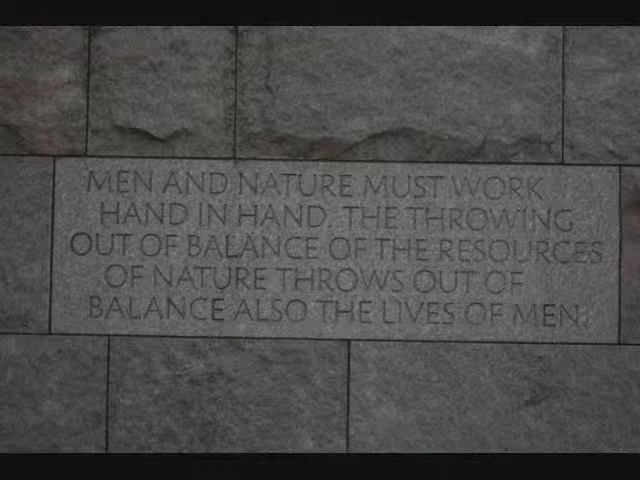 MEN AND NATURE MUST WORK
HAND IN HAND. THE THROWING
OUT OF BALANCE OF THE RESOURCES
OF NATURE THROWS OUT OF
BALANCE ALSO THE LIVES OF MEN.